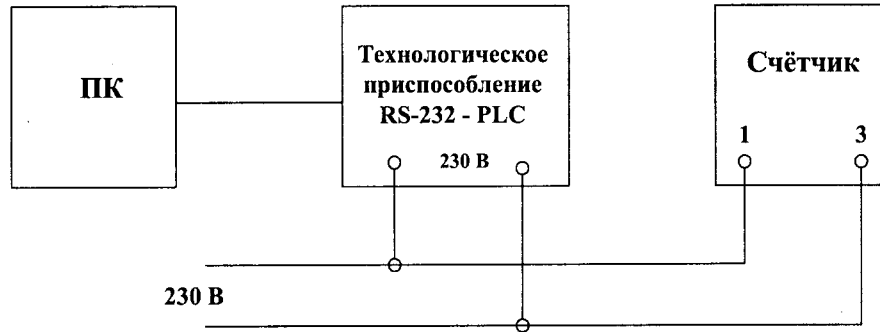 ПК
Технологическое
приспособление
RS-232 - PLC
230 В
Счётчик
1 3
230 В